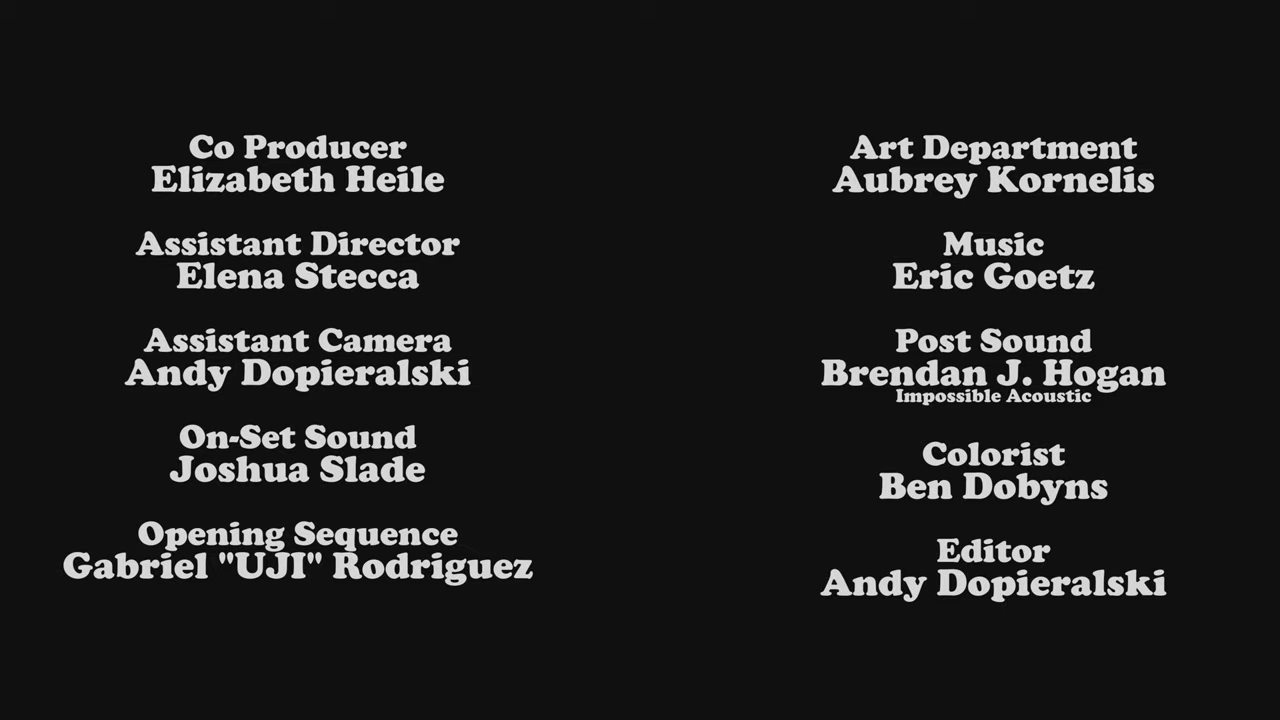 Co Producer
Elizabeth Heile
Assistant Director
Elena Stecca
Assistant Camera
Andy Dopieralski
On-Set Sound
Joshua Slade
Opening Sequence
Gabriel "UJI" Rodriguez
Art Department
Aubrey Kornelis
Music
Eric Goetz
Post Sound
Brendan J. Hogan
Impossible Acoustic
Colorist
Ben Dobyns
Editor
Andy Dopieralski